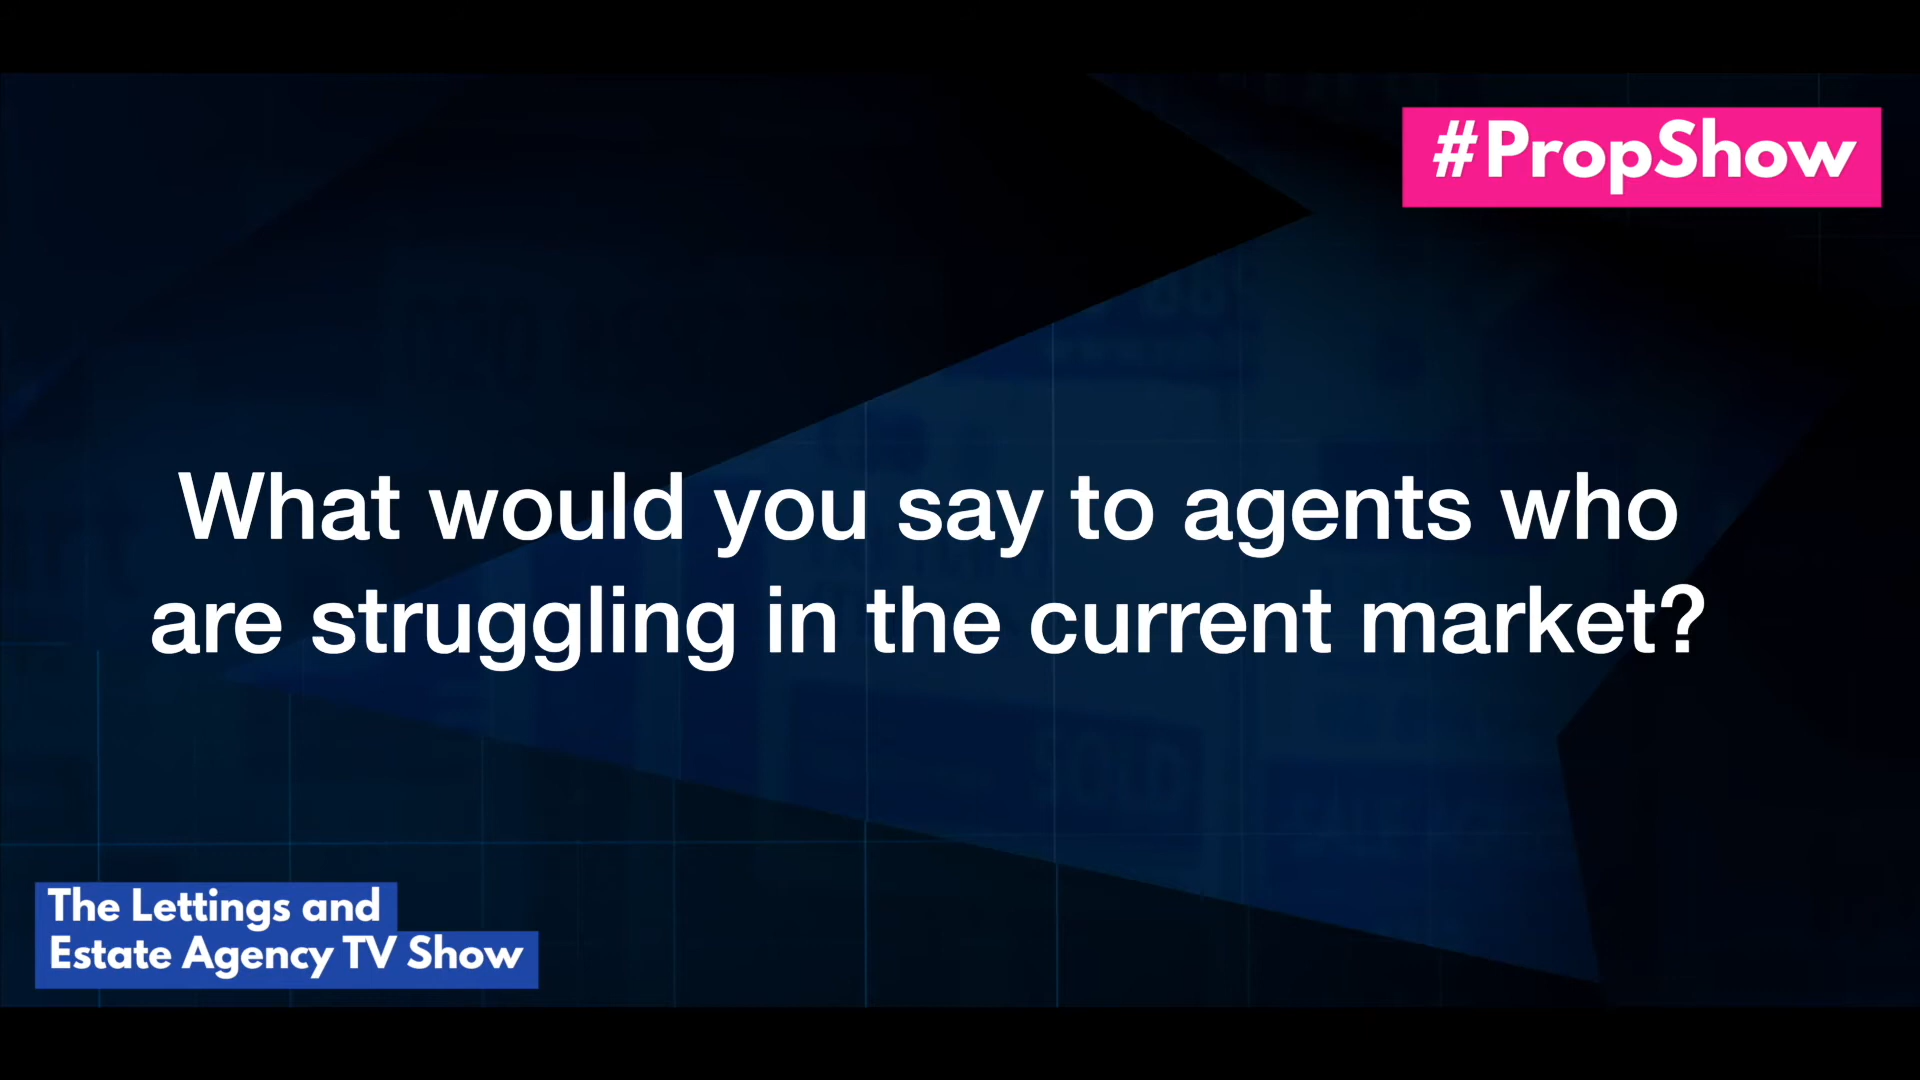 #PropShow
What would you say to agents who
are struggling in the current market?
SOLD
The Lettings and
Estate Agency TV Show